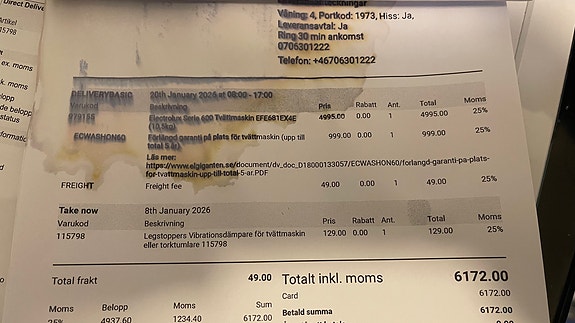 Direct Deliver
Våning: 4, Portkod: 1973, Hiss: Ja,
Leveransavtal: Ja
Ring 30 min ankomst
0706301222
Telefon: +46706301222
DELIVERYBASIC 20th January 2026 at 08:00 - 17:00
Varukod Beskrivning Pris Rabatt Ant. Total Moms
Electrolux Serie 600 Tvättmaskin EFE681EX4E 4995.00 0.00 1 4995.00 25%
(10,5kg)
ECWASHON60 Förlängd garanti på plats för tvättmaskin (upp till 999.00 0.00 1 999.00 25%
total 5 år)
Läs mer:
https://www.elgiganten.se/document/dv_doc_D18000133057/ECWASHON60/forlangd-garanti-pa-plats-
for-tvattmaskin-upp-till-total-5-ar.PDF
FREIGHT Freight fee 49.00 0.00 1 49.00 25%
Take now 8th January 2026
Varukod Beskrivning Pris Rabatt Ant. Total Moms
115798 Legstoppers Vibrationsdämpare för tvättmaskin 129.00 0.00 1 129.00 25%
eller torktumlare 115798
Total frakt 49.00 Totalt inkl. moms 6172.00
Card 6172.00
Moms Belopp Moms Sum Betald summa 6172.00
25% 4937.60 1234.40 6172.00 0.00